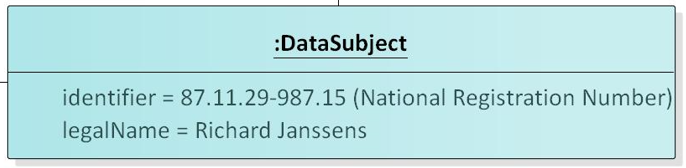 :DataSubject
identifier = 87.11.29-987.15 (National Registration Number)
legalName = Richard Janssens